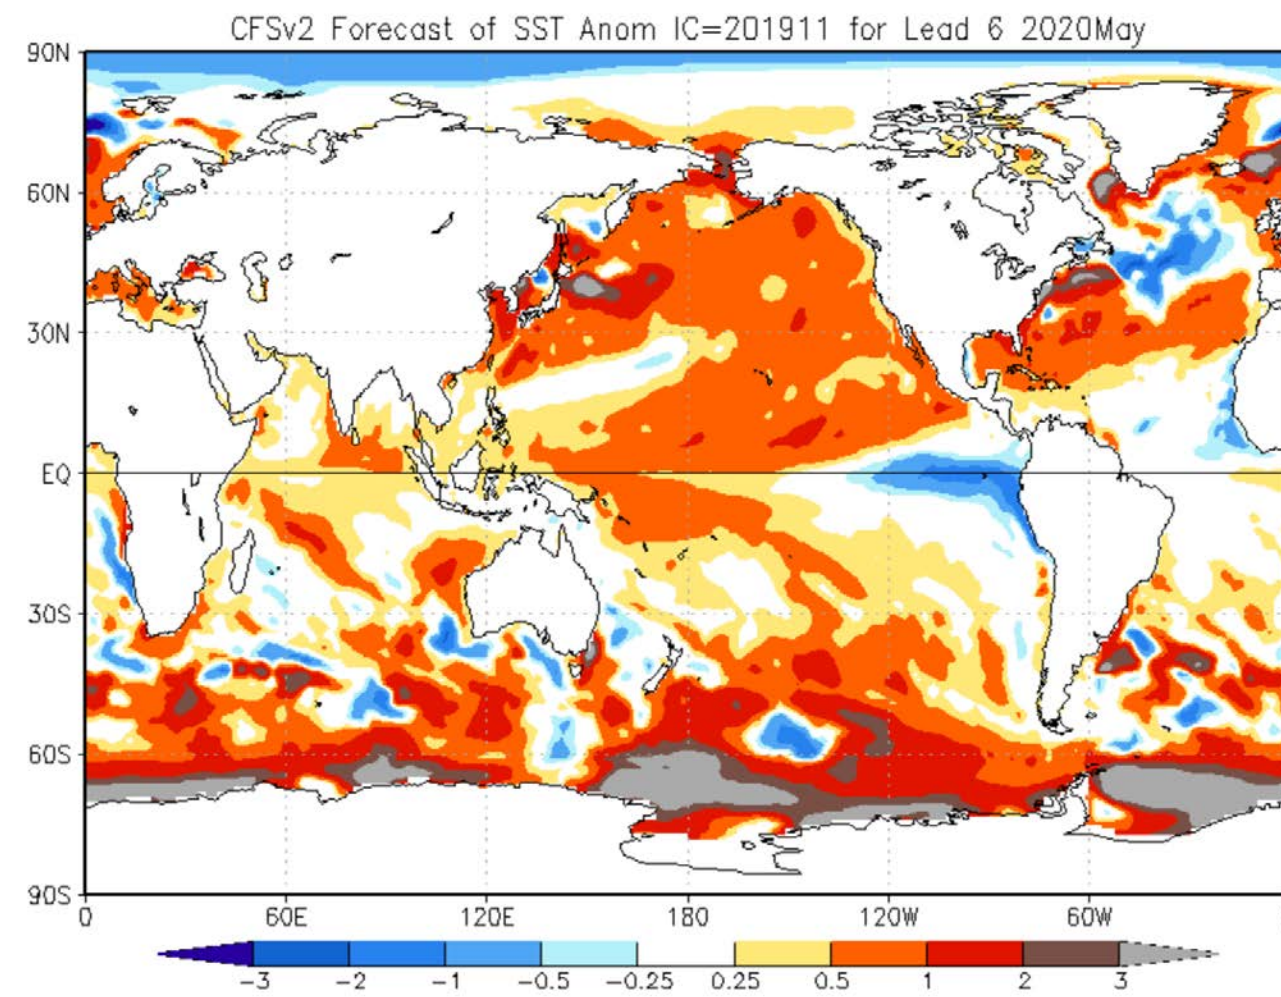 CFSv2 Forecast of SST Anom IC=201911 for Lead 6 2020May
90N
60N
30N
EQ
30S
60S
90S
0 60E 120E 180 120W 60W
-3 -2 -1 -0.5 -0.25 0.25 0.5 1 2 3